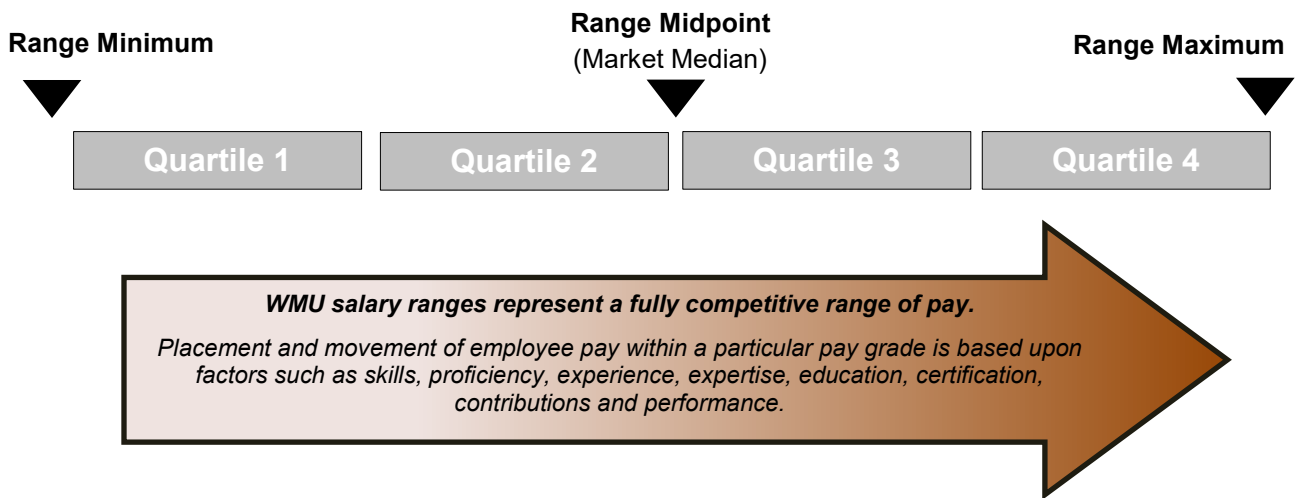 Range Minimum
Range Midpoint
(Market Median)
Range Maximum
Quartile 1
Quartile 2
Quartile 3
Quartile 4
WMU salary ranges represent a fully competitive range of pay.
Placement and movement of employee pay within a particular pay grade is based upon
factors such as skills, proficiency, experience, expertise, education, certification,
contributions and performance.